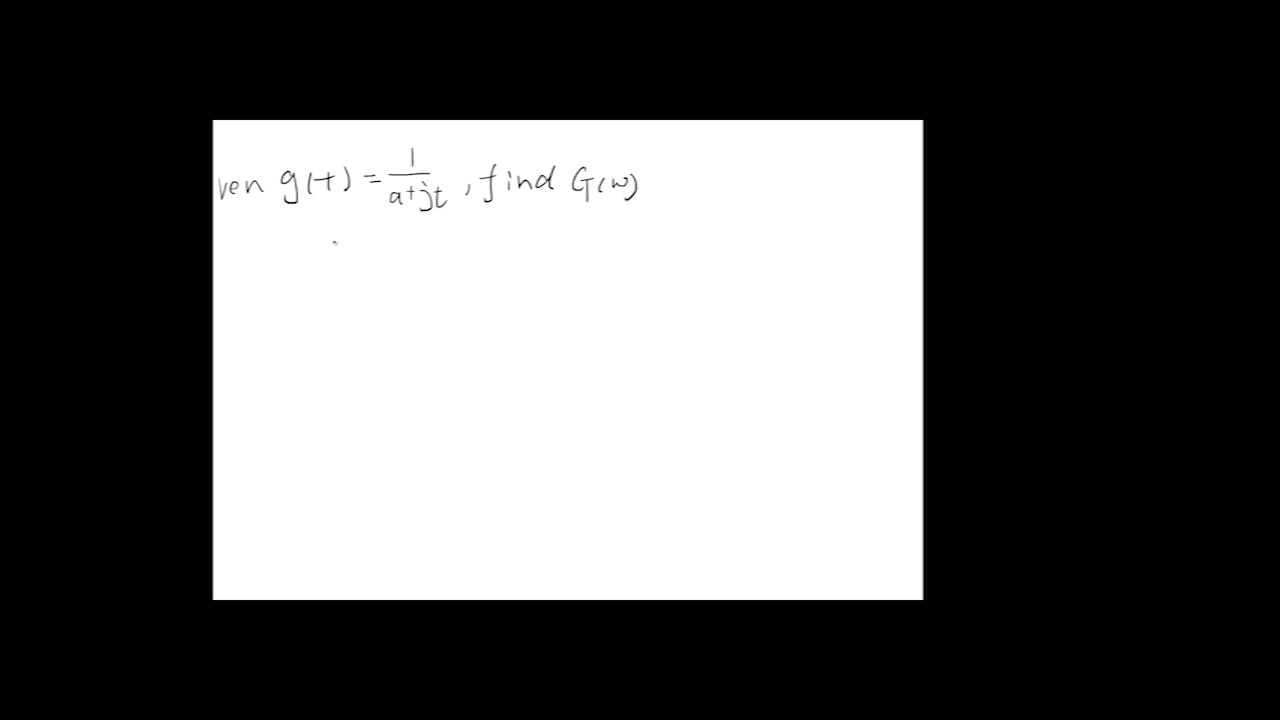 ven g(t) = 1/(a+jt), find G(w)